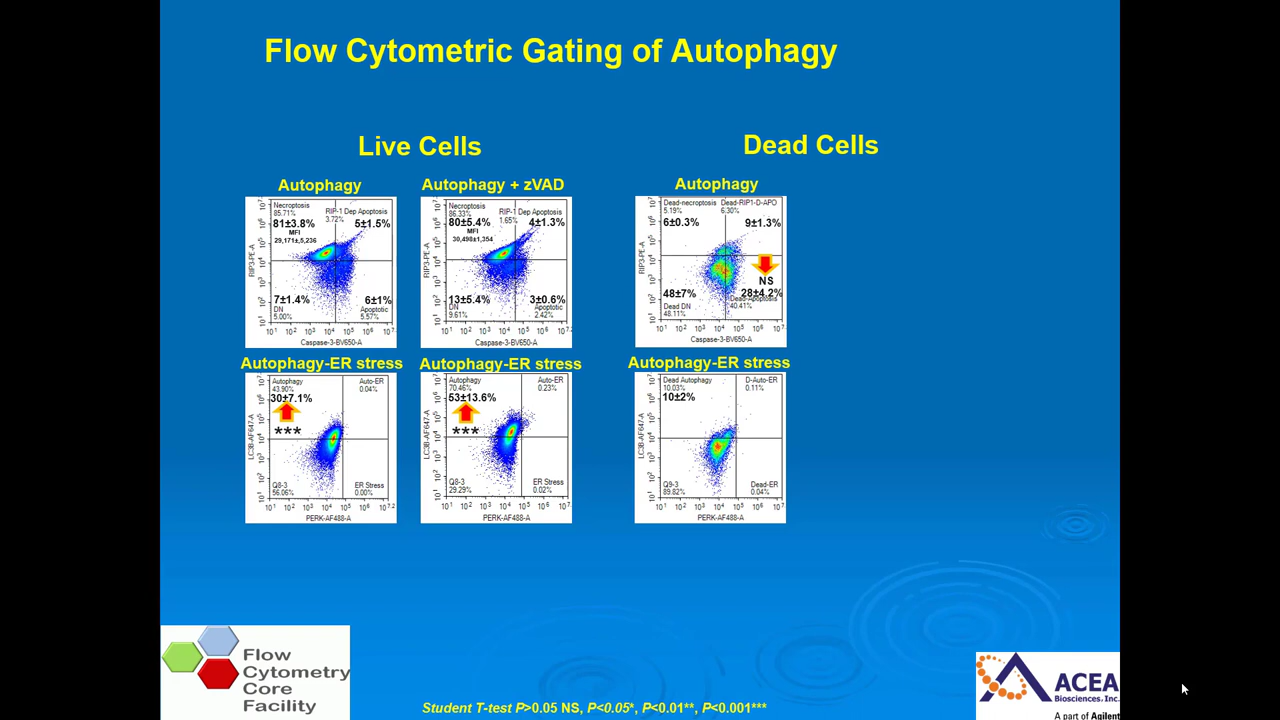 Flow Cytometric Gating of Autophagy
Live Cells
Dead Cells
Autophagy
Autophagy + zVAD
Autophagy
Necroptosis
85.71%
RIP-1 Dep Apoptosis
3.72%
81±3.8%
5±1.5%
MFI
29,171±5,236
7±1.4%
DN
5.00%
6±1%
Apoptotic
5.57%
RIP3-PE-A
Caspase-3-BV650-A
Necroptosis
86.33%
RIP-1 Dep Apoptosis
1.65%
80±5.4%
4±1.3%
MFI
30,498±1,354
13±5.4%
DN
9.61%
3±0.6%
Apoptotic
2.42%
RIP3-PE-A
Caspase-3-BV650-A
Dead-necroptosis
5.19%
Dead-RIP1-D-APO
6.30%
6±0.3%
9±1.3%
NS
48±7%
Dead DN
48.11%
28±4.2%
Dead-Apoptosis
40.41%
RIP3-PE-A
Caspase-3-BV650-A
Autophagy-ER stress
Autophagy-ER stress
Autophagy-ER stress
Autophagy
43.90%
Auto-ER
0.04%
30±7.1%
***
Q8-3
56.06%
ER Stress
0.00%
LC3B-AF647-A
PERK-AF488-A
Autophagy
70.46%
Auto-ER
0.23%
53±13.6%
***
Q8-3
29.29%
ER Stress
0.02%
LC3B-AF647-A
PERK-AF488-A
Dead Autophagy
10.03%
D-Auto-ER
0.11%
10±2%
Q9-3
89.82%
Dead-ER
0.04%
LC3B-AF647-A
PERK-AF488-A
Flow
Cytometry
Core
Facility
Student T-test P>0.05 NS, P<0.05*, P<0.01**, P<0.001***
ACEA
Biosciences, Inc.
A part of Agilent